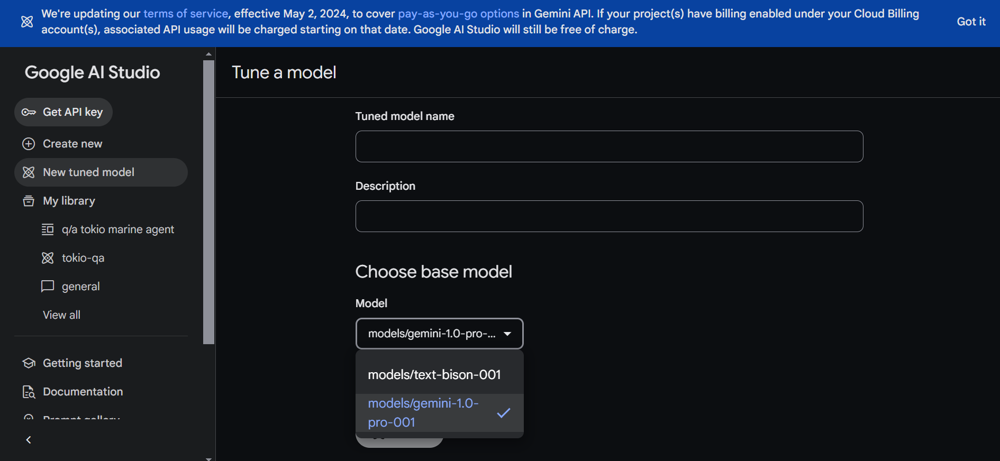 We're updating our terms of service, effective May 2, 2024, to cover pay-as-you-go options in Gemini API. If your project(s) have billing enabled under your Cloud Billing
account(s), associated API usage will be charged starting on that date. Google AI Studio will still be free of charge.
Got it
Google AI Studio
Get API key
Create new
New tuned model
My library
q/a tokio marine agent
tokio-qa
general
View all
Getting started
Documentation
Prompt gallery
Tune a model
Tuned model name
Description
Choose base model
Model
models/gemini-1.0-pro-...
models/text-bison-001
models/gemini-1.0-
pro-001